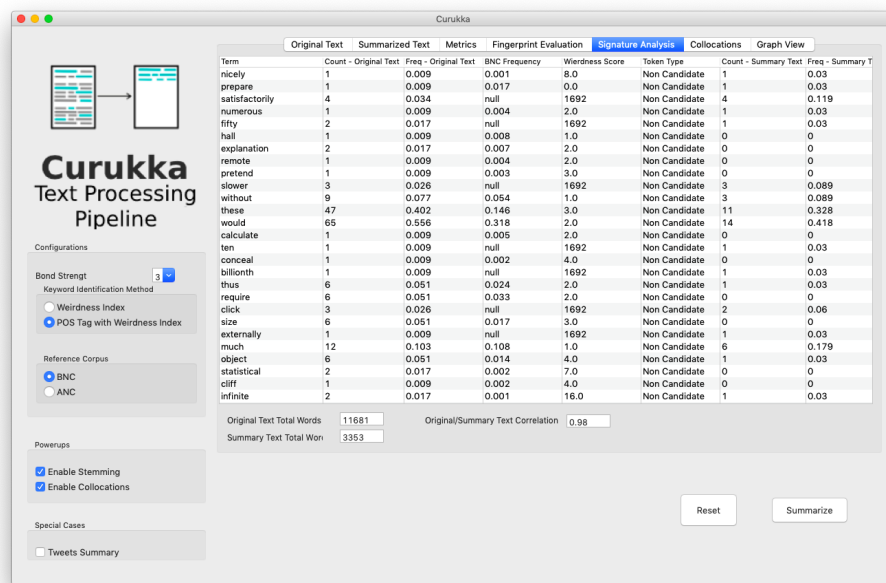 Curukka
Original Text Summarized Text Metrics Fingerprint Evaluation Signature Analysis Collocations Graph View
Term Count - Original Text Freq - Original Text BNC Frequency Wierdness Score Token Type Count - Summary Text Freq - Summary T
nicely 1 0.009 0.001 8.0 Non Candidate 1 0.03
prepare 1 0.009 0.017 0.0 Non Candidate 1 0.03
satisfactorily 4 0.034 null 1692 Non Candidate 4 0.119
numerous 1 0.009 0.004 2.0 Non Candidate 1 0.03
fifty 2 0.017 null 1692 Non Candidate 1 0.03
hall 1 0.009 0.008 1.0 Non Candidate 0 0
explanation 2 0.017 0.007 2.0 Non Candidate 0 0
remote 1 0.009 0.004 2.0 Non Candidate 0 0
pretend 1 0.009 0.003 3.0 Non Candidate 0 0
slower 3 0.026 null 1692 Non Candidate 3 0.089
without 9 0.077 0.054 1.0 Non Candidate 3 0.089
these 47 0.402 0.146 3.0 Non Candidate 11 0.328
would 65 0.556 0.318 2.0 Non Candidate 14 0.418
calculate 1 0.009 0.005 2.0 Non Candidate 0 0
ten 1 0.009 null 1692 Non Candidate 1 0.03
conceal 1 0.009 0.002 4.0 Non Candidate 0 0
billionth 1 0.009 null 1692 Non Candidate 1 0.03
thus 6 0.051 0.024 2.0 Non Candidate 1 0.03
require 6 0.051 0.033 2.0 Non Candidate 0 0
click 3 0.026 null 1692 Non Candidate 2 0.06
size 6 0.051 0.017 3.0 Non Candidate 0 0
externally 1 0.009 null 1692 Non Candidate 1 0.03
much 12 0.103 0.108 1.0 Non Candidate 6 0.179
object 6 0.051 0.014 4.0 Non Candidate 1 0.03
statistical 2 0.017 0.002 7.0 Non Candidate 0 0
cliff 1 0.009 0.002 4.0 Non Candidate 0 0
infinite 2 0.017 0.001 16.0 Non Candidate 1 0.03
Original Text Total Words 11681 Original/Summary Text Correlation 0.98
Summary Text Total Wor 3353
Curukka
Text Processing
Pipeline
Configurations
Bond Strengt 3
Keyword Identification Method
Weirdness Index
POS Tag with Weirdness Index
Reference Corpus
BNC
ANC
Powerups
Enable Stemming
Enable Collocations
Special Cases
Tweets Summary
Reset Summarize